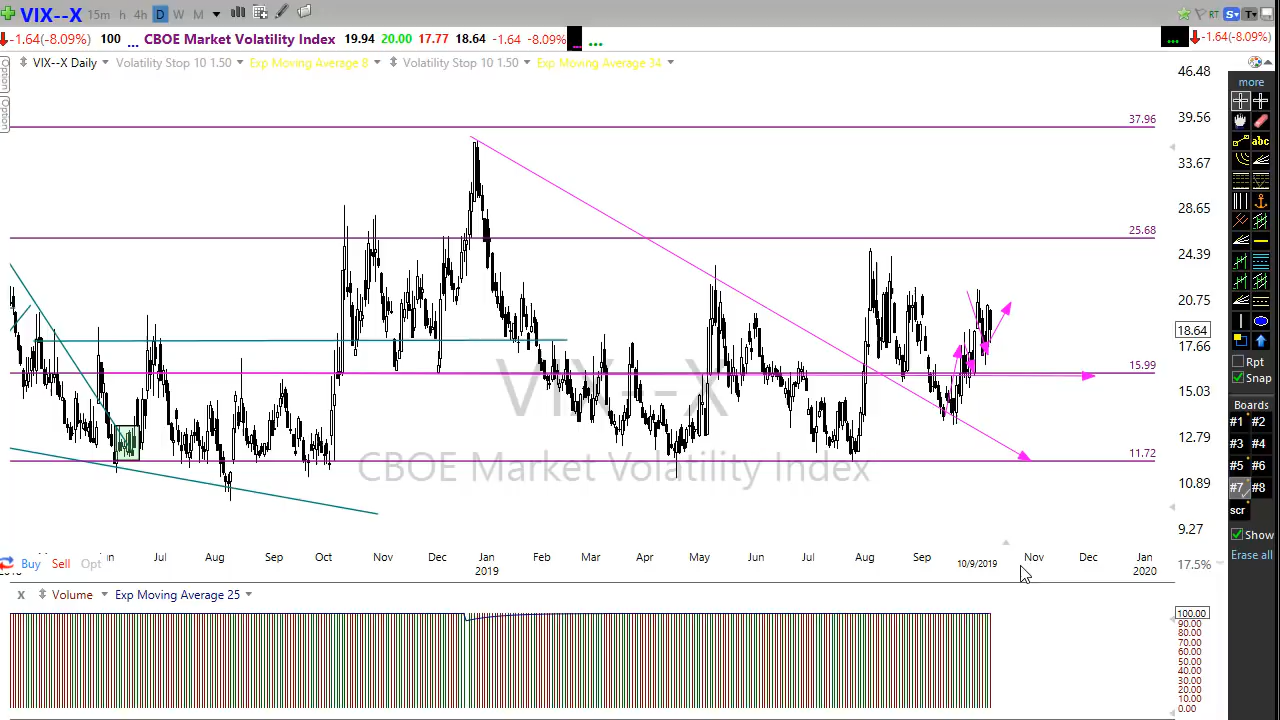 VIX--X 15m h 4h D W M RT S T
-1.64(-8.09%) 100 ... CBOE Market Volatility Index 19.94 20.00 17.77 18.64 -1.64 -8.09% ... ... -1.64(-8.09%)
VIX--X Daily Volatility Stop 10 1.50 Exp Moving Average 8 Volatility Stop 10 1.50 Exp Moving Average 34
Option
Option
46.48
39.56
33.67
28.65
24.39
20.75
18.64
17.66
15.03
12.79
10.89
9.27
17.5%
37.96
25.68
15.99
11.72
VIX--X
CBOE Market Volatility Index
Jul Aug Sep Oct Nov Dec Jan Feb Mar Apr May Jun Jul Aug Sep 10/9/2019 Nov Dec Jan
2019 2020
Buy Sell Opt
X Volume Exp Moving Average 25
100.00
90.00
80.00
70.00
60.00
50.00
40.00
30.00
20.00
10.00
0.00
more
abc
Rpt
Snap
Boards
#1 #2
#3 #4
#5 #6
#7 #8
scr
Show
Erase all